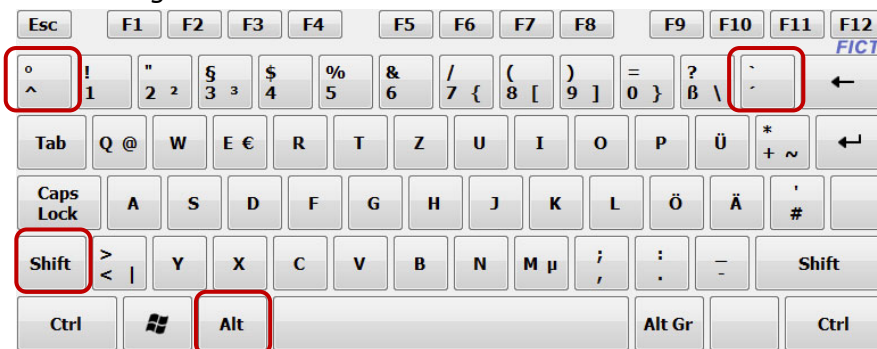 Esc F1 F2 F3 F4 F5 F6 F7 F8 F9 F10 F11 F12
FICT
° ! " § $ % & / ( ) = ? `
^ 1 2 ² 3 ³ 4 5 6 7 { 8 [ 9 ] 0 } ß \ ´ ←
Tab Q @ W E € R T Z U I O P Ü * + ~ ↵
Caps Lock A S D F G H J K L Ö Ä ' #
Shift > < | Y X C V B N M µ ; , : . _ - Shift
Ctrl Alt Alt Gr Ctrl